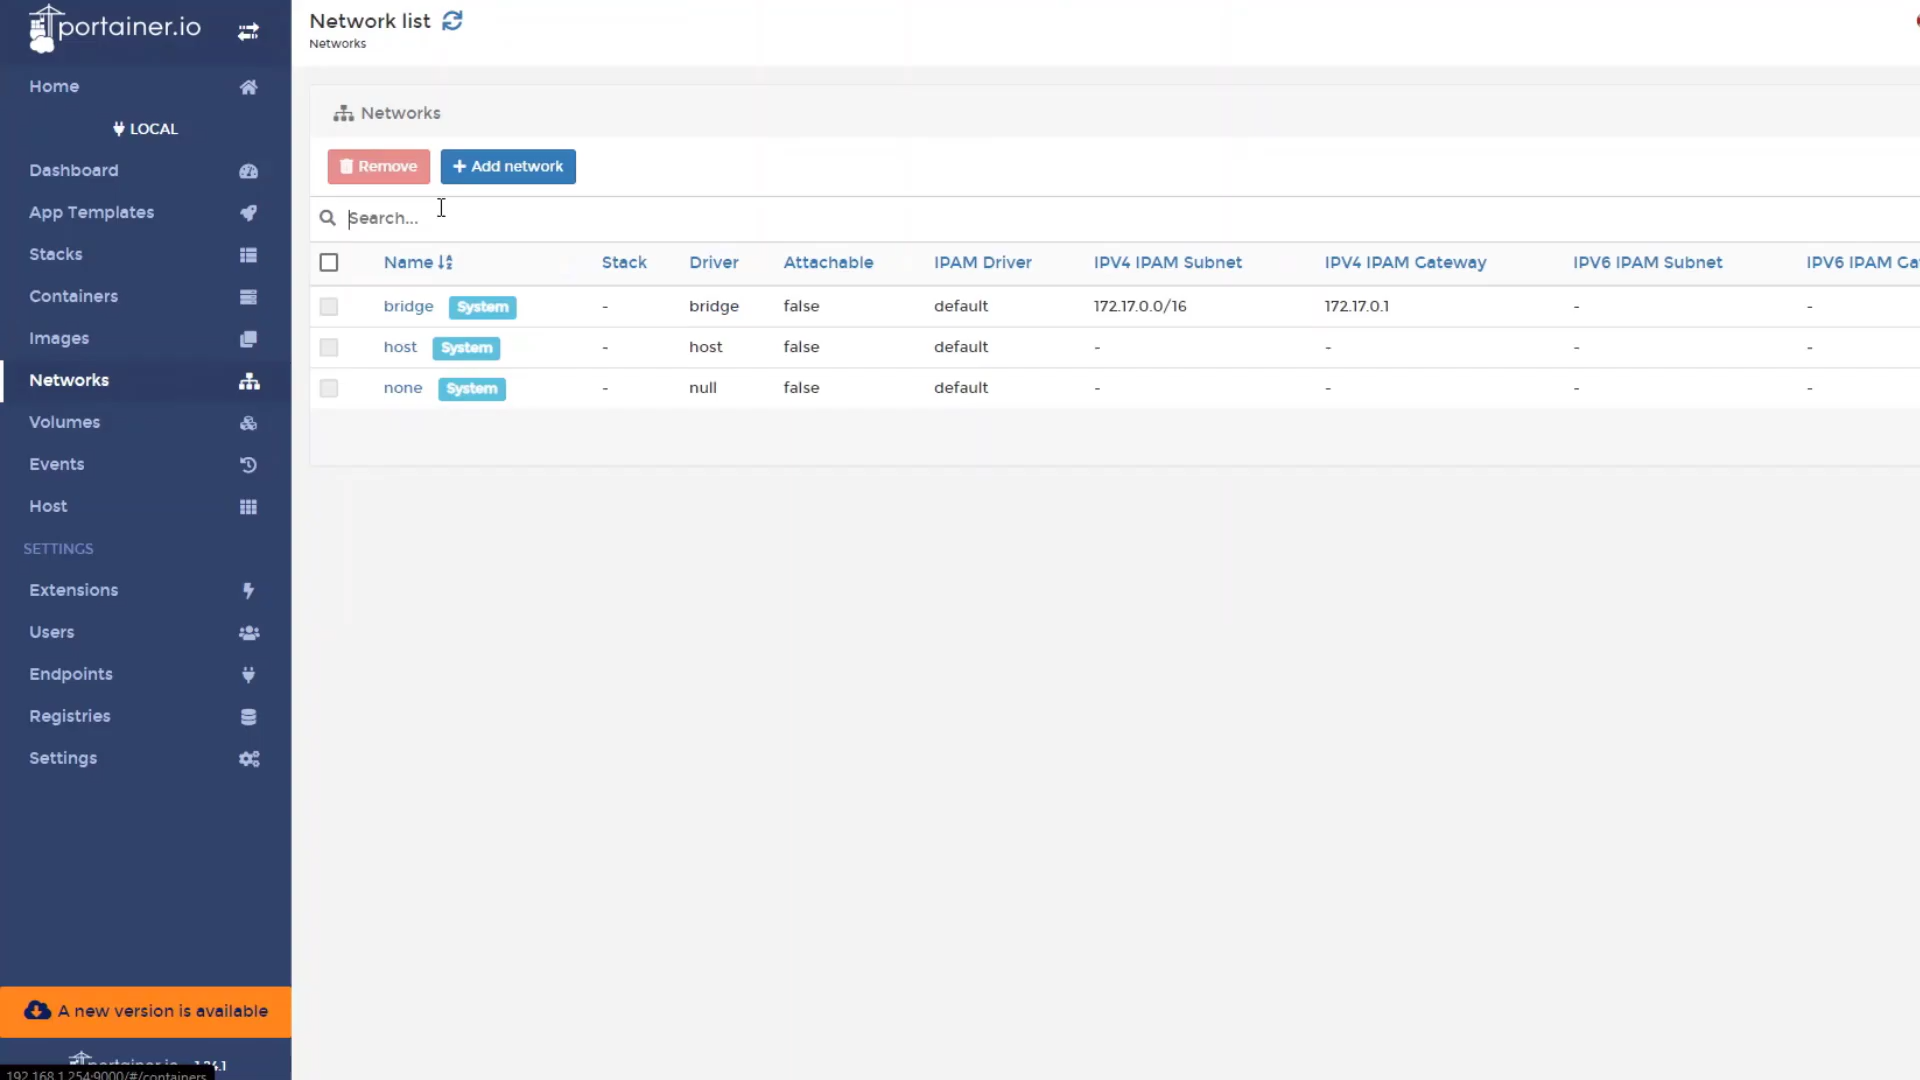 portainer.io
Home
LOCAL
Dashboard
App Templates
Stacks
Containers
Images
Networks
Volumes
Events
Host
SETTINGS
Extensions
Users
Endpoints
Registries
Settings
A new version is available
portainer.io
192.168.1.254:9000/#/containers
Network list
Networks
Networks
Remove
Add network
Search...
Name Stack Driver Attachable IPAM Driver IPV4 IPAM Subnet IPV4 IPAM Gateway IPV6 IPAM Subnet IPV6 IPAM Ga
bridge System - bridge false default 172.17.0.0/16 172.17.0.1 - -
host System - host false default - - - -
none System - null false default - - - -